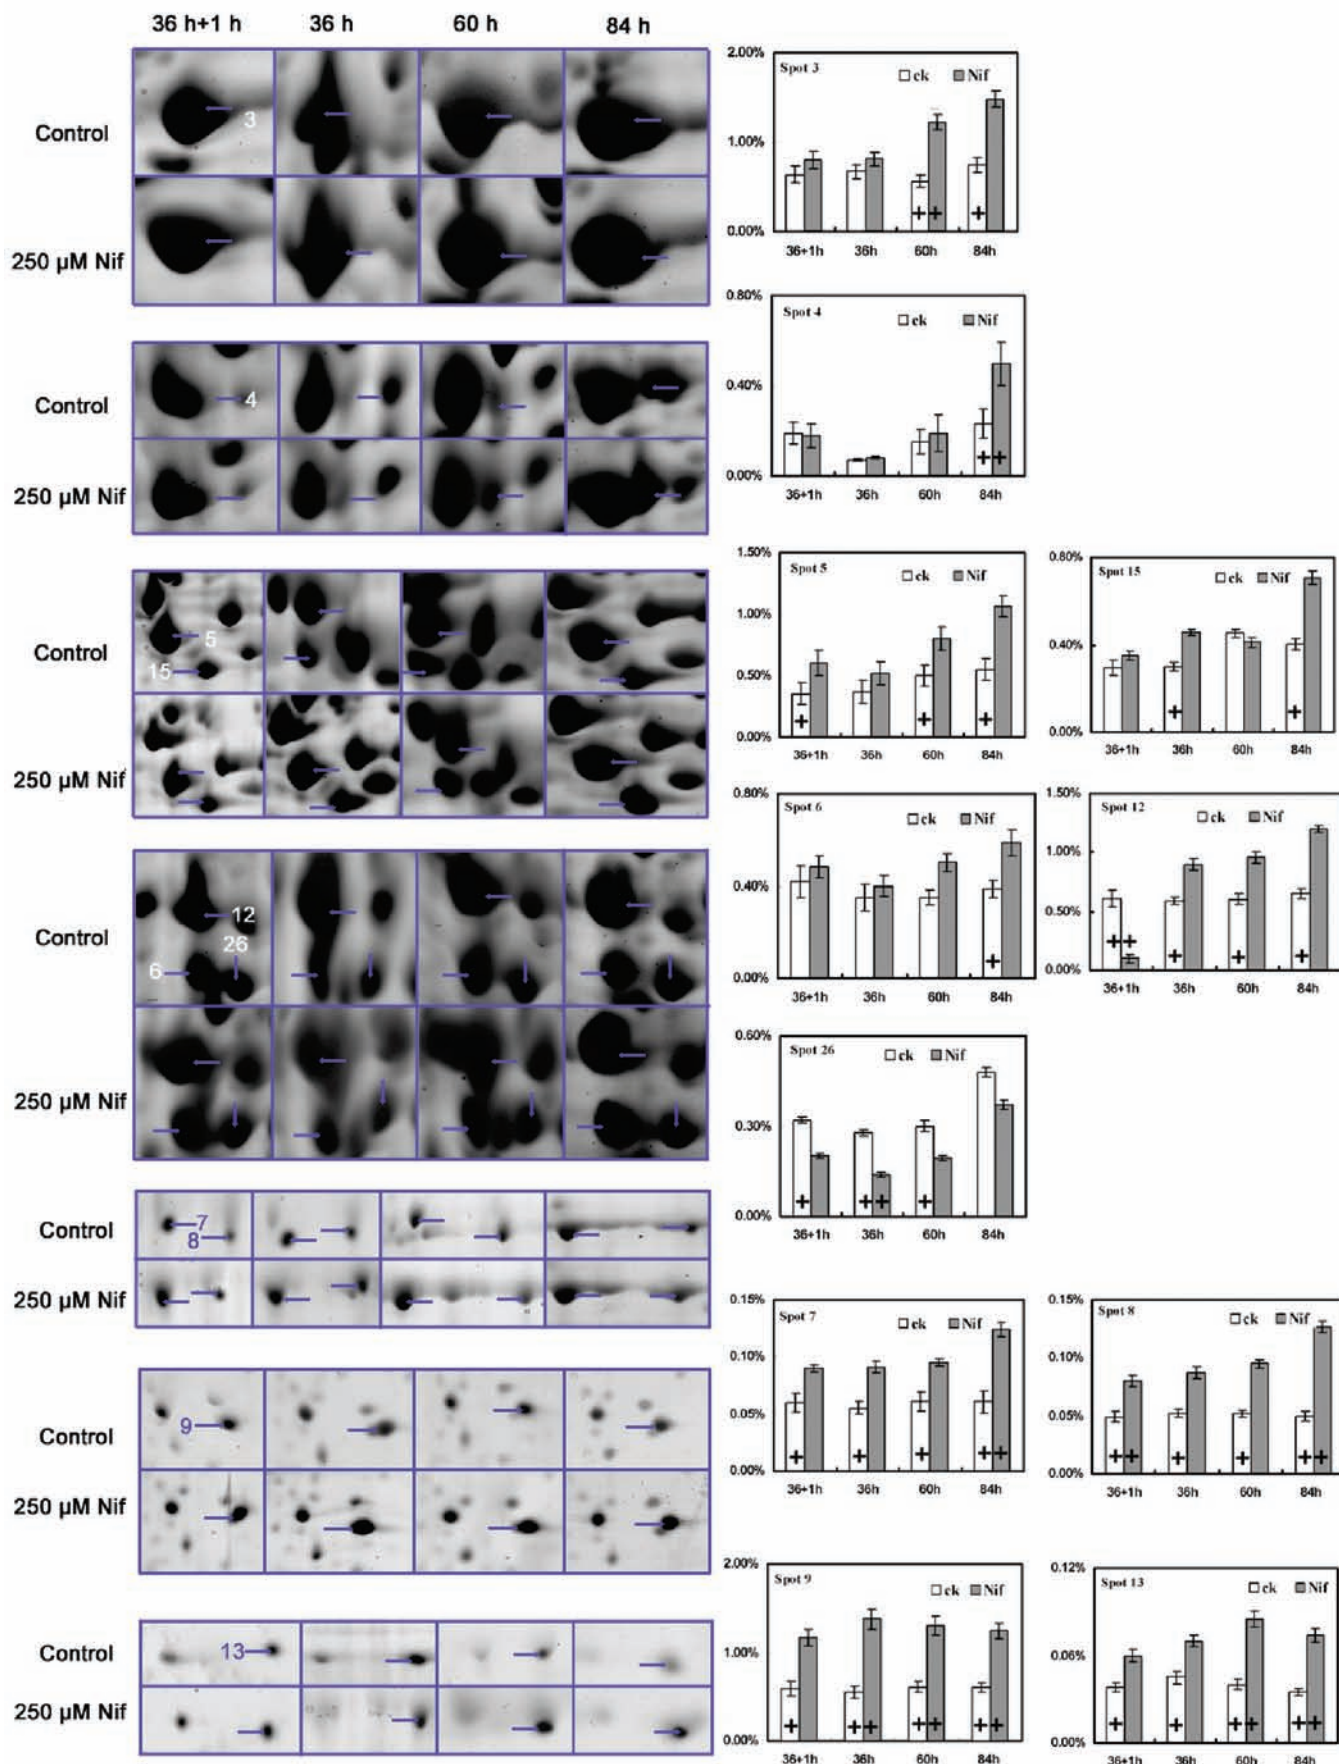 36 h+1 h 36 h 60 h 84 h
Control
3
250 µM Nif
2.00%
Spot 3
ck Nif
1.00%
++ +
0.00%
36+1h 36h 60h 84h
Control
4
250 µM Nif
0.80%
Spot 4
ck Nif
0.40%
++
0.00%
36+1h 36h 60h 84h
Control
5
15
250 µM Nif
1.50%
Spot 5
ck Nif
1.00%
0.50%
+ + +
0.00%
36+1h 36h 60h 84h
0.80%
Spot 15
ck Nif
0.40%
+ +
0.00%
36+1h 36h 60h 84h
Control
12
26
6
250 µM Nif
0.80%
Spot 6
ck Nif
0.40%
+
0.00%
36+1h 36h 60h 84h
1.50%
Spot 12
ck Nif
1.00%
0.50%
++ + + +
0.00%
36+1h 36h 60h 84h
0.60%
Spot 26
ck Nif
0.30%
+ ++ +
0.00%
36+1h 36h 60h 84h
Control
7
8
250 µM Nif
0.15%
Spot 7
ck Nif
0.10%
0.05%
+ + + ++
0.00%
36+1h 36h 60h 84h
0.15%
Spot 8
ck Nif
0.10%
0.05%
++ + + ++
0.00%
36+1h 36h 60h 84h
Control
9
250 µM Nif
2.00%
Spot 9
ck Nif
1.00%
+ ++ ++ ++
0.00%
36+1h 36h 60h 84h
Control
13
250 µM Nif
0.12%
Spot 13
ck Nif
0.06%
+ + ++ ++
0.00%
36+1h 36h 60h 84h